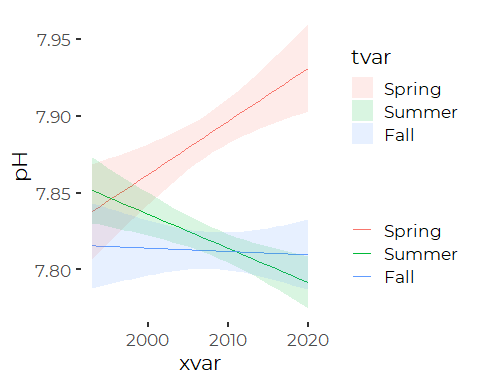 7.95
7.90
7.85
7.80
pH
2000 2010 2020
xvar
tvar
Spring
Summer
Fall
Spring
Summer
Fall